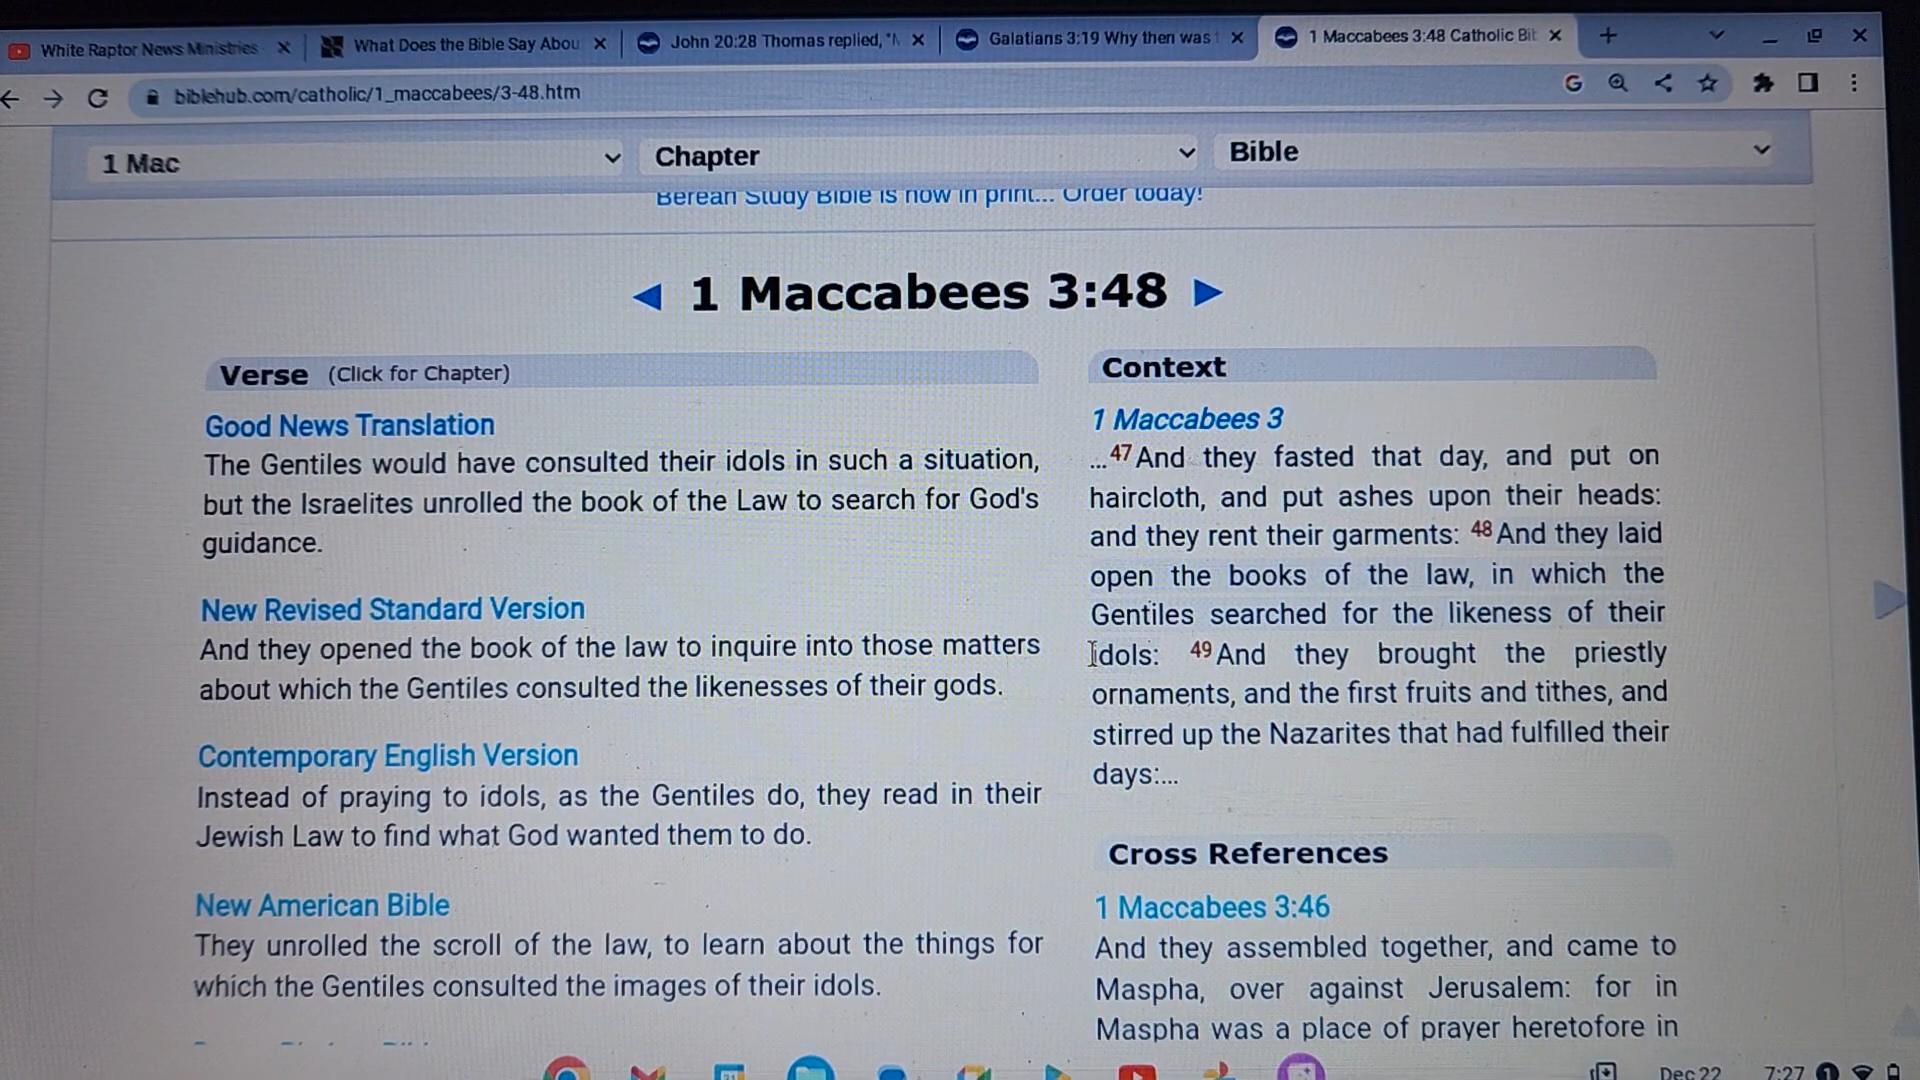 White Raptor News Ministries
What Does the Bible Say Abou
John 20:28 Thomas replied, "M
Galatians 3:19 Why then was t
1 Maccabees 3:48 Catholic Bib
biblehub.com/catholic/1_maccabees/3-48.htm
1 Mac
Chapter
Bible
Berean Study Bible is now in print... Order today!
1 Maccabees 3:48
Verse (Click for Chapter)
Good News Translation
The Gentiles would have consulted their idols in such a situation,
but the Israelites unrolled the book of the Law to search for God's
guidance.
New Revised Standard Version
And they opened the book of the law to inquire into those matters
about which the Gentiles consulted the likenesses of their gods.
Contemporary English Version
Instead of praying to idols, as the Gentiles do, they read in their
Jewish Law to find what God wanted them to do.
New American Bible
They unrolled the scroll of the law, to learn about the things for
which the Gentiles consulted the images of their idols.
Context
1 Maccabees 3
...47And they fasted that day, and put on
haircloth, and put ashes upon their heads:
and they rent their garments: 48And they laid
open the books of the law, in which the
Gentiles searched for the likeness of their
idols: 49And they brought the priestly
ornaments, and the first fruits and tithes, and
stirred up the Nazarites that had fulfilled their
days:...
Cross References
1 Maccabees 3:46
And they assembled together, and came to
Maspha, over against Jerusalem: for in
Maspha was a place of prayer heretofore in
Dec 22
7:27
1